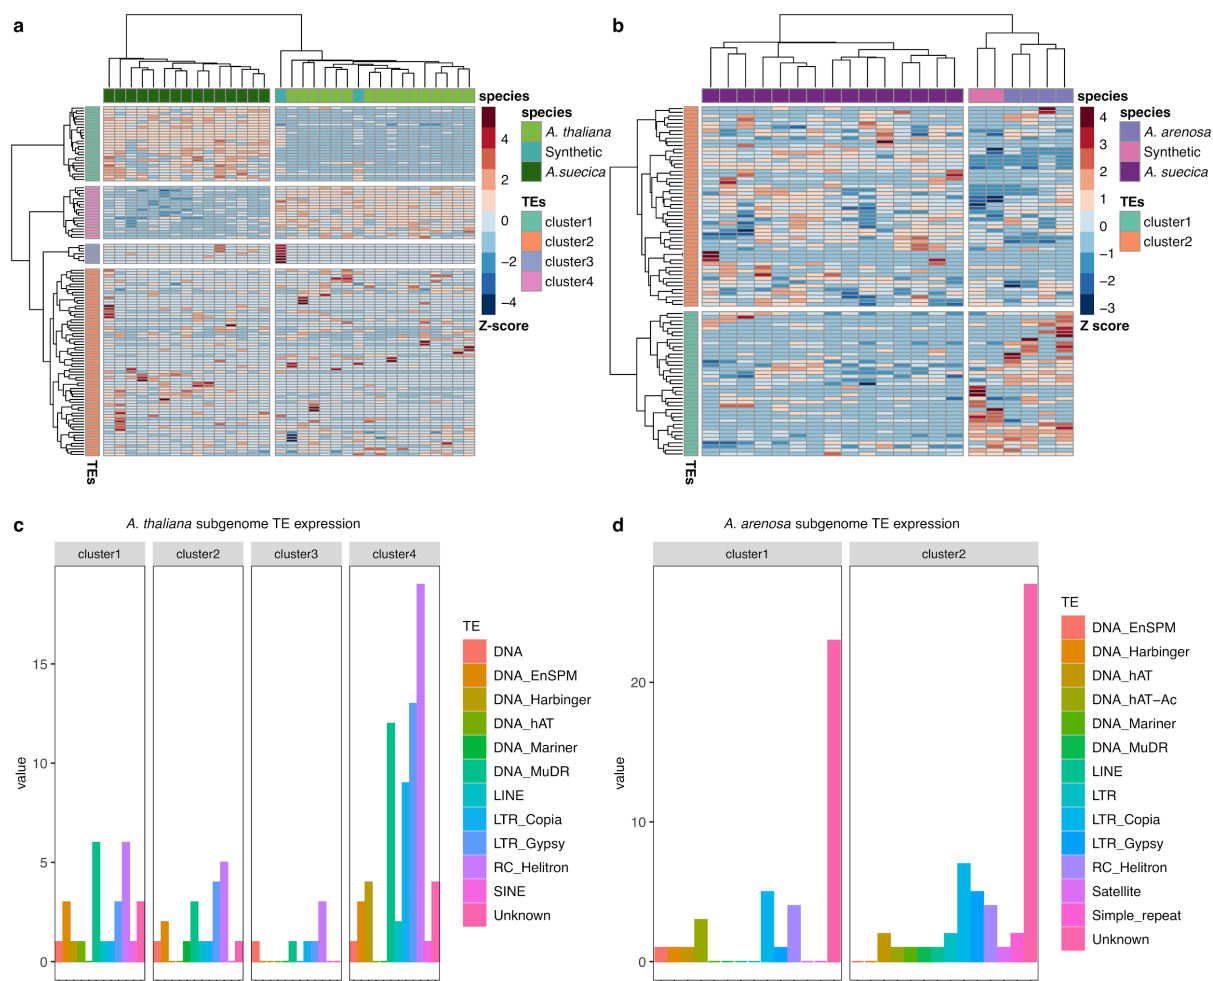 a
species
species
A. thaliana
Synthetic
A.suecica
4
2
0
−2
−4
TEs
cluster1
cluster2
cluster3
cluster4
Z-score
TEs
b
species
species
A. arenosa
Synthetic
A. suecica
4
3
2
1
0
−1
−2
−3
TEs
cluster1
cluster2
Z score
TEs
c
A. thaliana subgenome TE expression
cluster1
cluster2
cluster3
cluster4
value
15
10
5
0
TE
DNA
DNA_EnSPM
DNA_Harbinger
DNA_hAT
DNA_Mariner
DNA_MuDR
LINE
LTR_Copia
LTR_Gypsy
RC_Helitron
SINE
Unknown
d
A. arenosa subgenome TE expression
cluster1
cluster2
value
20
10
0
TE
DNA_EnSPM
DNA_Harbinger
DNA_hAT
DNA_hAT−Ac
DNA_Mariner
DNA_MuDR
LINE
LTR
LTR_Copia
LTR_Gypsy
RC_Helitron
Satellite
Simple_repeat
Unknown